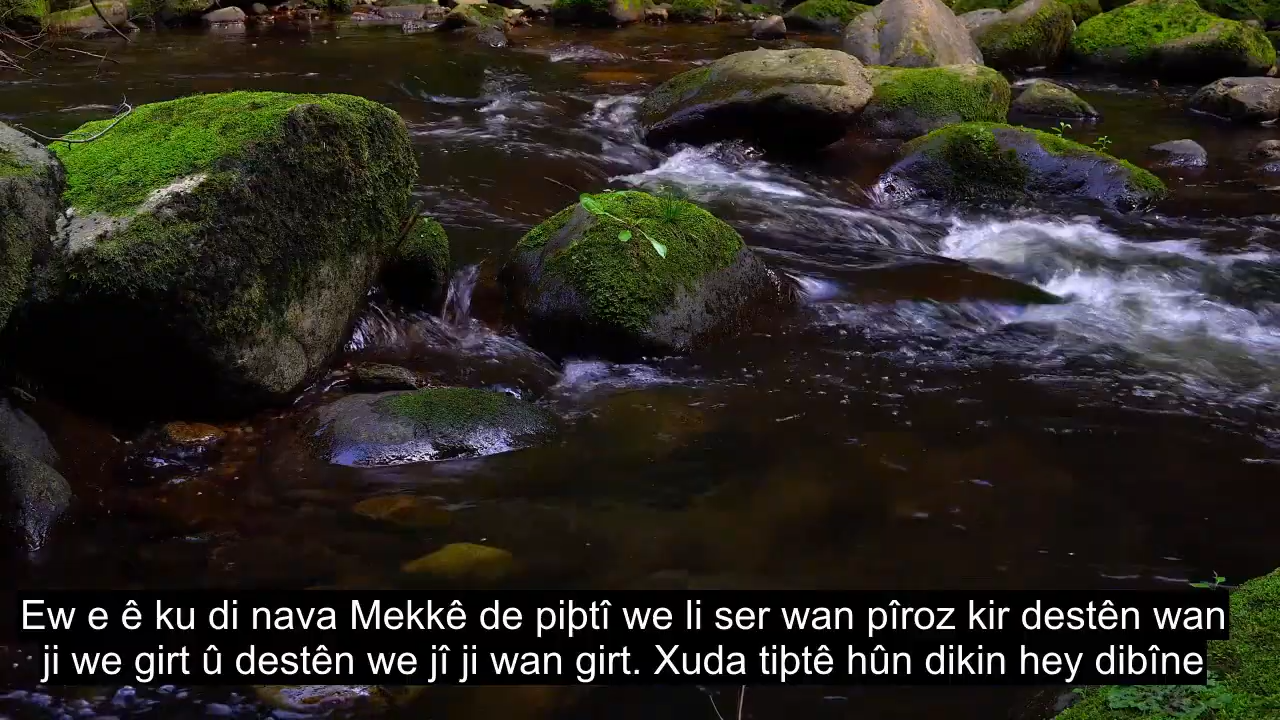 Ew e ê ku di nava Mekkê de piþtî we li ser wan pîroz kir destên wan
ji we girt û destên we jî ji wan girt. Xuda tiþtê hûn dikin hey dibîne